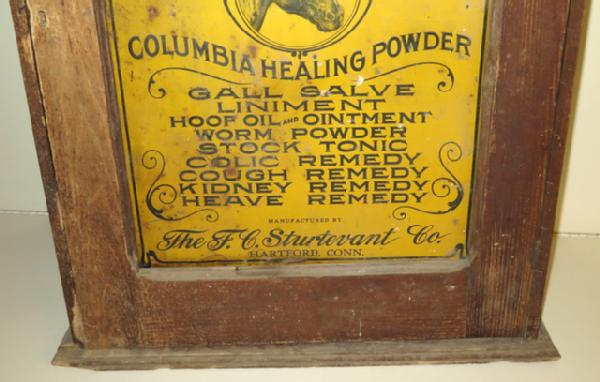 COLUMBIA HEALING POWDER
GALL SALVE
LINIMENT
HOOF OIL AND OINTMENT
WORM POWDER
STOCK TONIC
COLIC REMEDY
COUGH REMEDY
KIDNEY REMEDY
HEAVE REMEDY
MANUFACTURED BY
The F. C. Sturtevant Co.
HARTFORD, CONN.